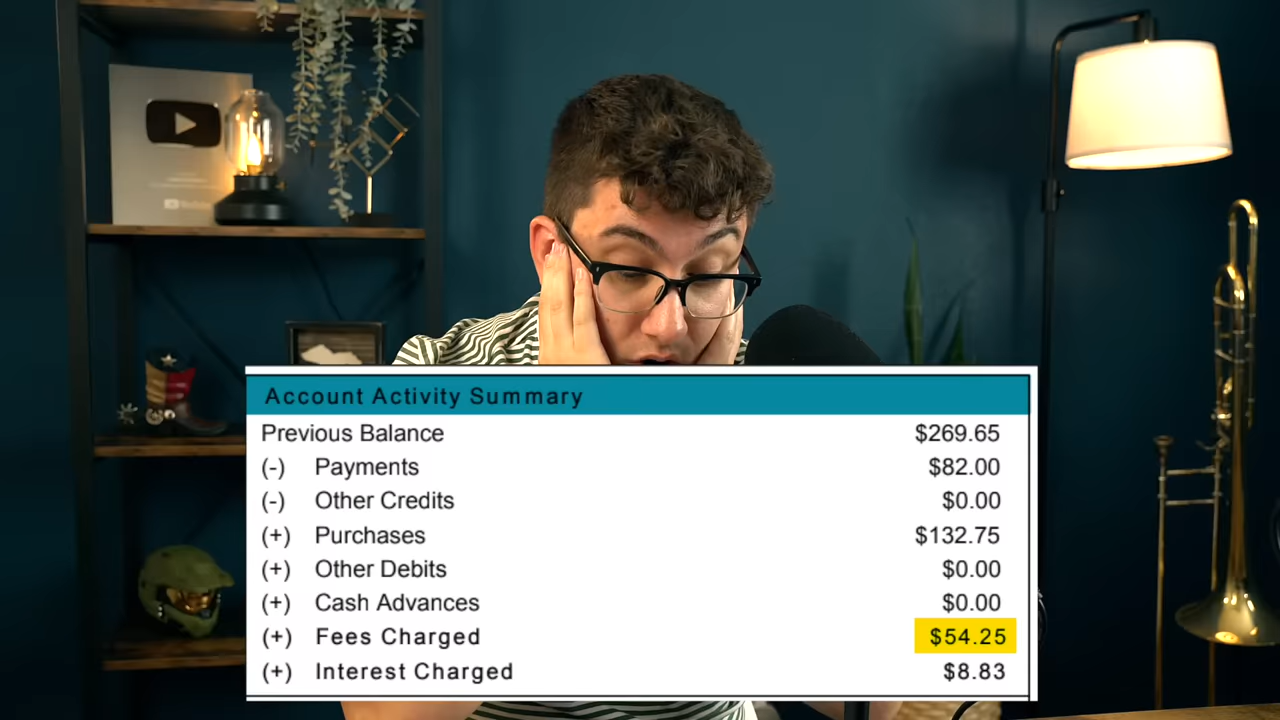 Account Activity Summary
Previous Balance $269.65
(-) Payments $82.00
(-) Other Credits $0.00
(+) Purchases $132.75
(+) Other Debits $0.00
(+) Cash Advances $0.00
(+) Fees Charged $54.25
(+) Interest Charged $8.83